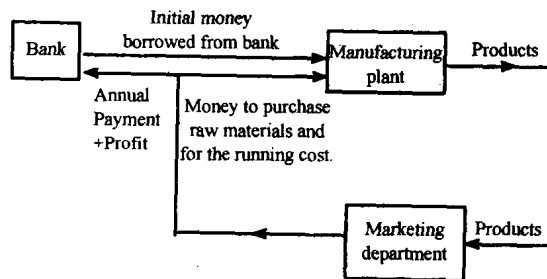 Initial money
borrowed from bank
Bank
Manufacturing
plant
Products
Annual
Payment
+Profit
Money to purchase
raw materials and
for the running cost.
Marketing
department
Products